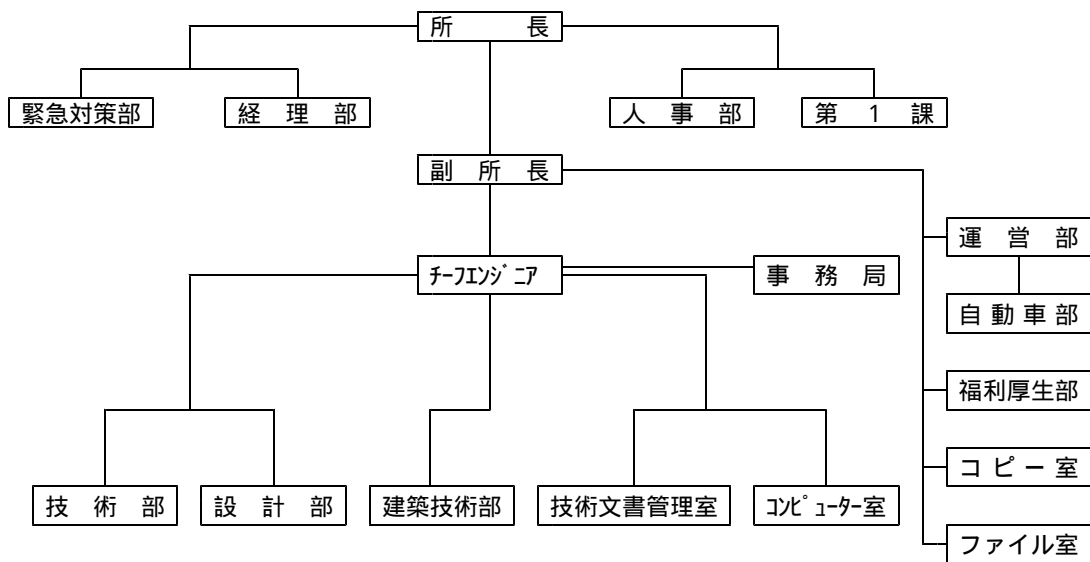 所長
緊急対策部
経理部
人事部
第1課
副所長
運営部
チーフエンジニア
事務局
自動車部
福利厚生部
コピー室
技術部
設計部
建築技術部
技術文書管理室
コンピューター室
ファイル室